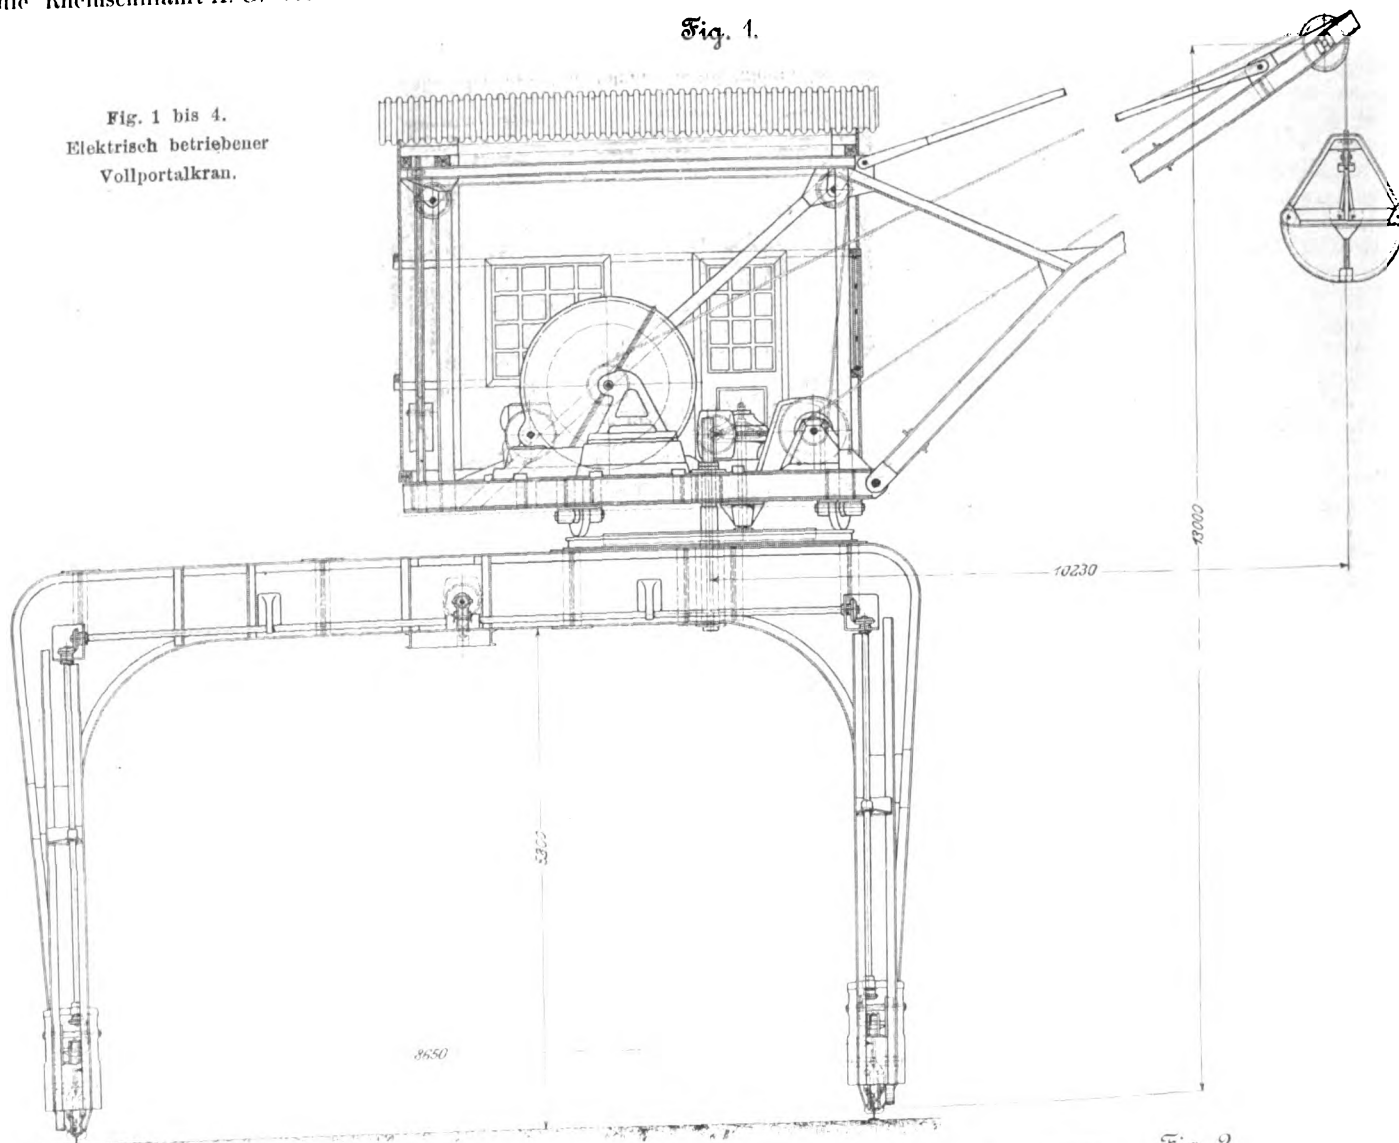 Fig. 1.
Fig. 1 bis 4.
Elektrisch betriebener
Vollportalkran.
13000
10230
5300
8650